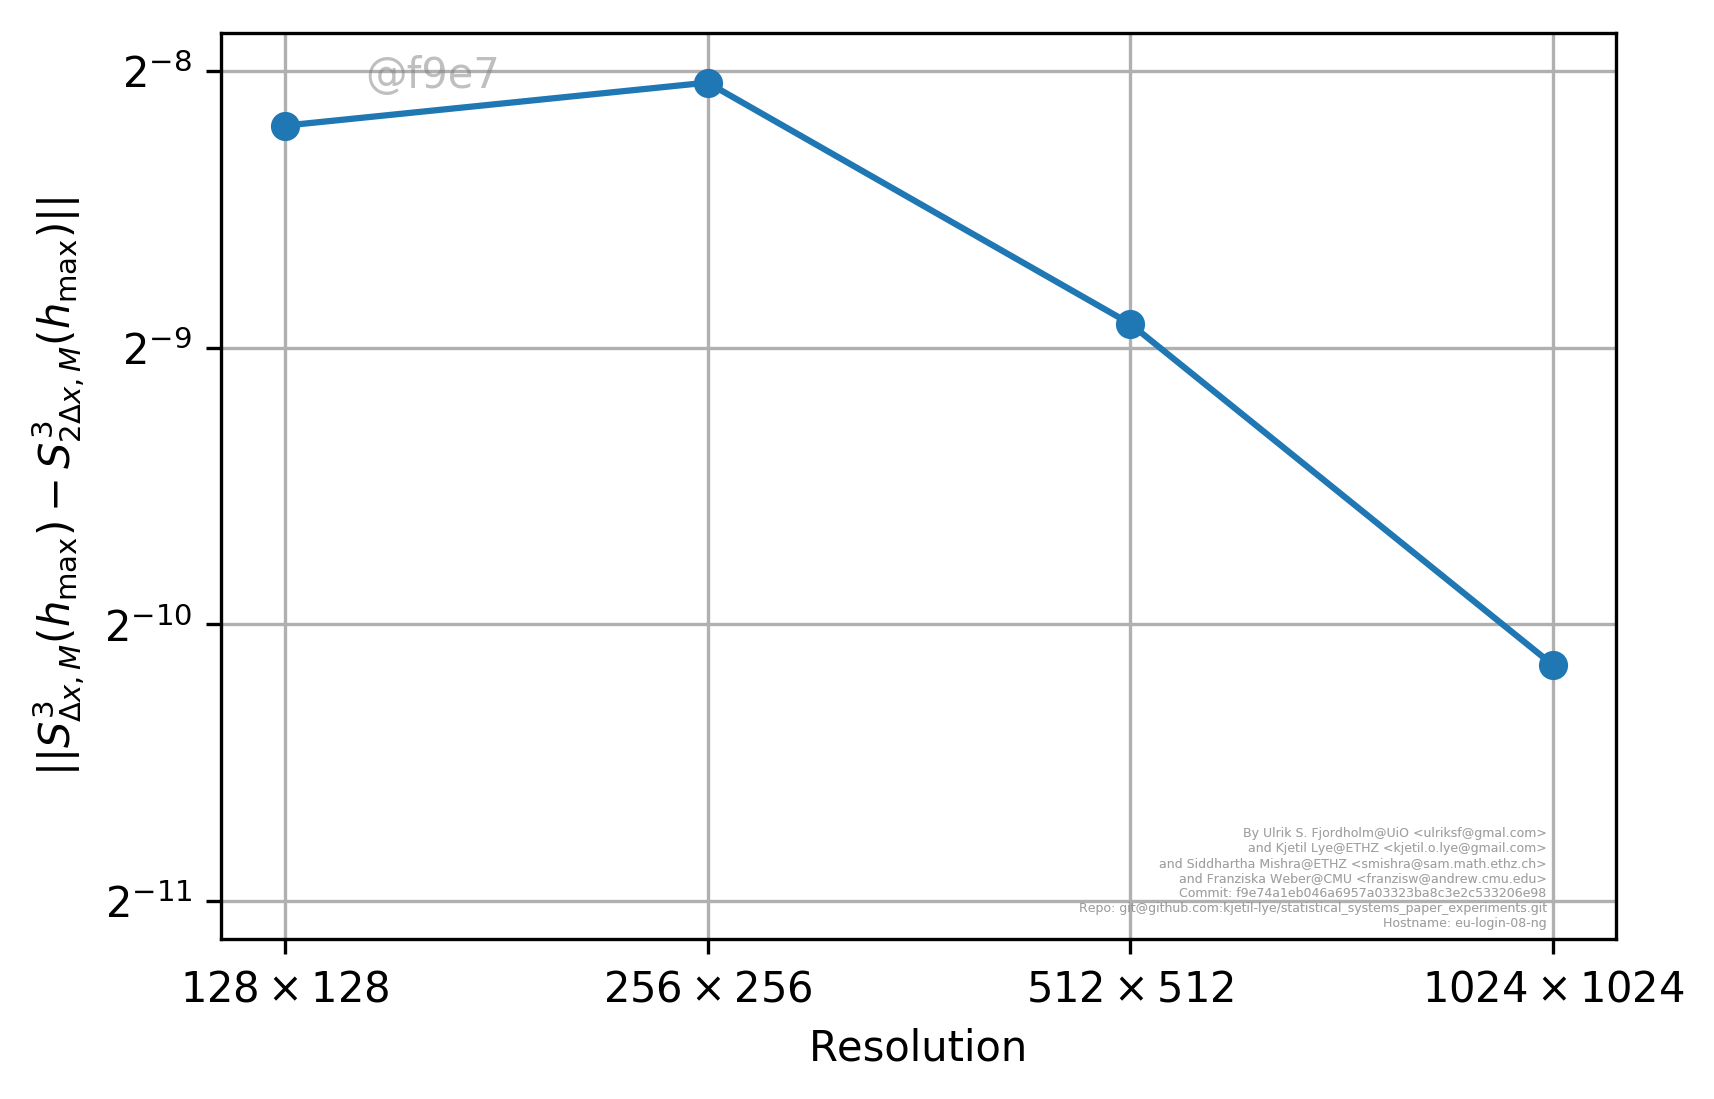 @f9e7
2⁻⁸
2⁻⁹
2⁻¹⁰
2⁻¹¹
||S³_{Δx,M}(h_max) − S³_{2Δx,M}(h_max)||
By Ulrik S. Fjordholm@UiO <ulriksf@gmal.com>
and Kjetil Lye@ETHZ <kjetil.o.lye@gmail.com>
and Siddhartha Mishra@ETHZ <smishra@sam.math.ethz.ch>
and Franziska Weber@CMU <franzisw@andrew.cmu.edu>
Commit: f9e74a1eb046a6957a03323ba8c3e2c533206e98
Repo: git@github.com:kjetil-lye/statistical_systems_paper_experiments.git
Hostname: eu-login-08-ng
128 × 128
256 × 256
512 × 512
1024 × 1024
Resolution